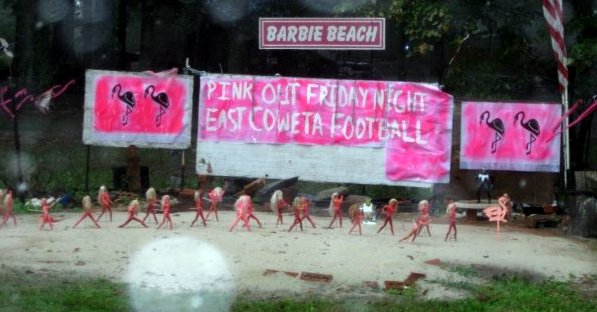 BARBIE BEACH
PINK OUT FRIDAY NIGHT
EAST COWETA FOOTBALL